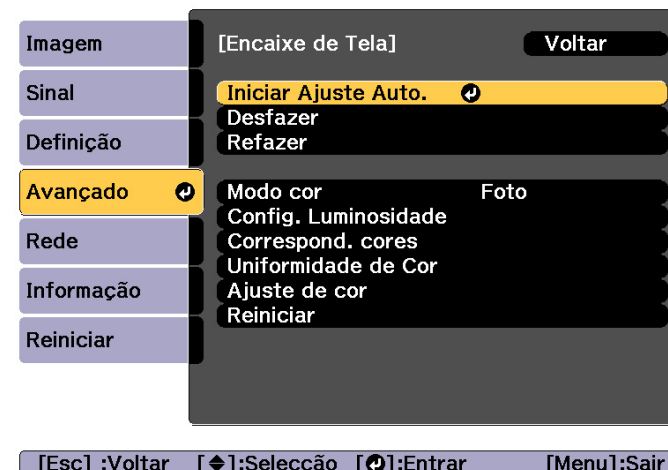 Imagem
Sinal
Definição
Avançado
Rede
Informação
Reiniciar
[Encaixe de Tela] Voltar
Iniciar Ajuste Auto.
Desfazer
Refazer
Modo cor Foto
Config. Luminosidade
Correspond. cores
Uniformidade de Cor
Ajuste de cor
Reiniciar
[Esc] :Voltar [◆]:Selecção [↵]:Entrar [Menu]:Sair